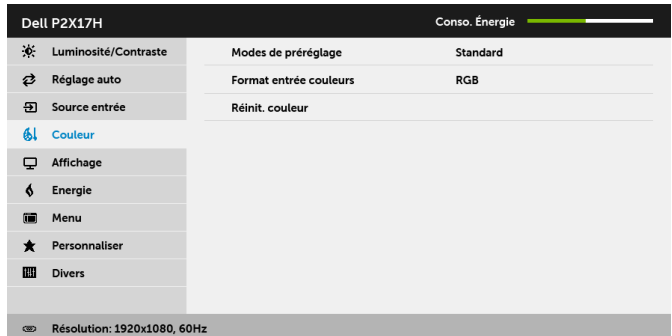 Dell P2X17H Conso. Énergie
Luminosité/Contraste Modes de préréglage Standard
Réglage auto Format entrée couleurs RGB
Source entrée Réinit. couleur
Couleur
Affichage
Energie
Menu
Personnaliser
Divers
Résolution: 1920x1080, 60Hz